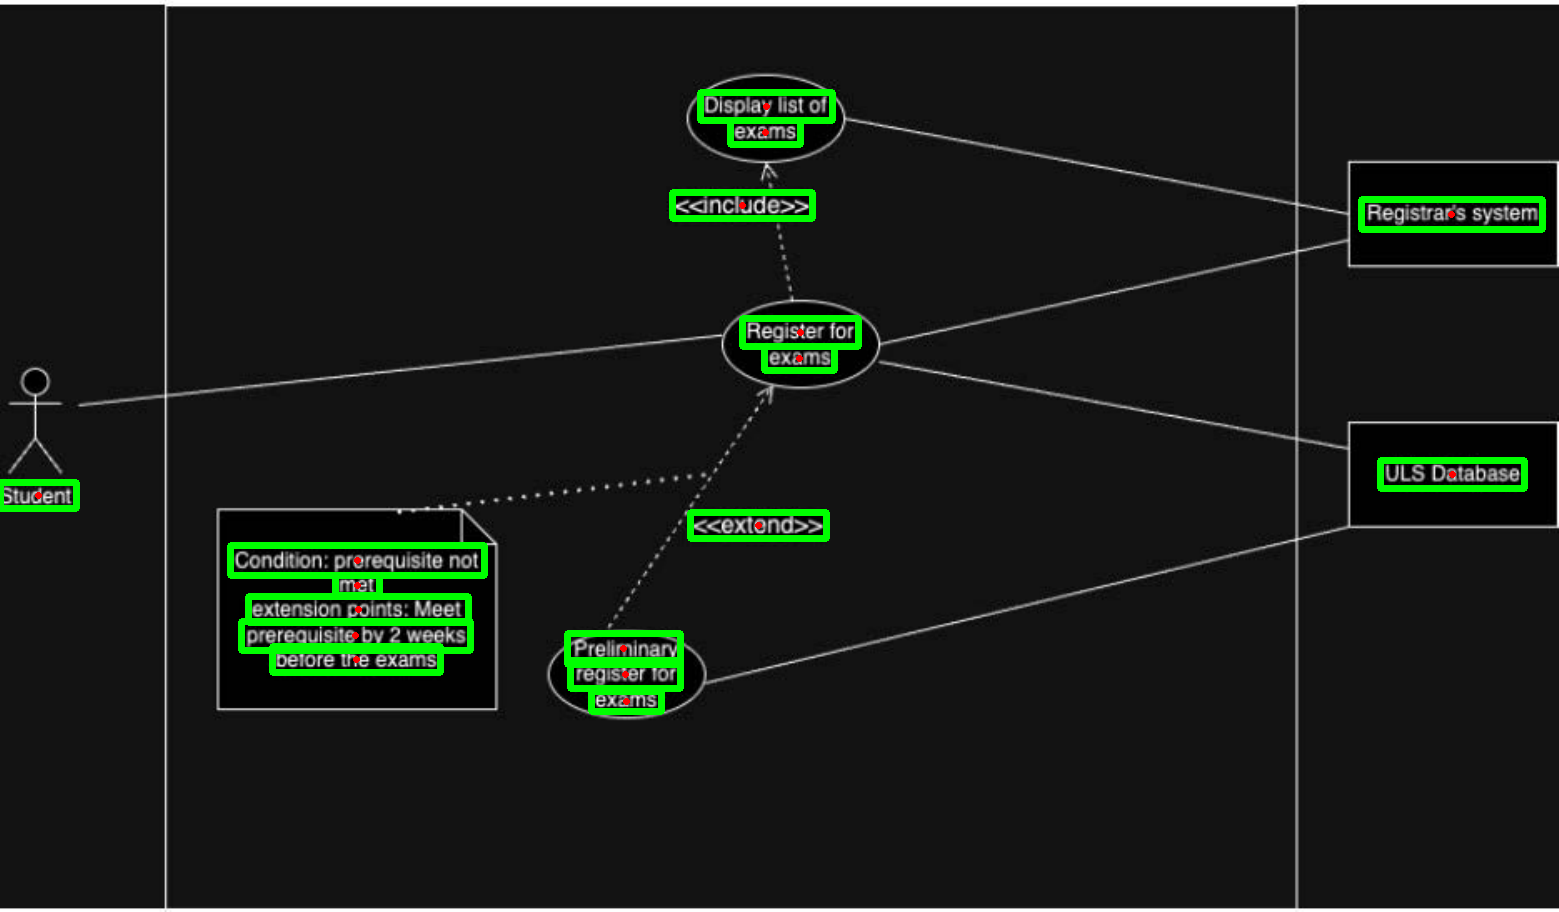 Display list of
exams
<<include>>
Registrar's system
Register for
exams
Student
ULS Database
<<extend>>
Condition: prerequisite not
met
extension points: Meet
prerequisite by 2 weeks
before the exams
Preliminary
register for
exams